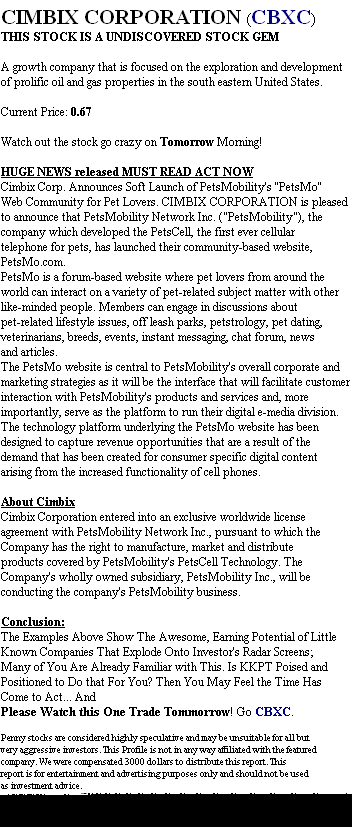 CIMBIX CORPORATION (CBXC)
THIS STOCK IS A UNDISCOVERED STOCK GEM
A growth company that is focused on the exploration and development
of prolific oil and gas properties in the south eastern United States.
Current Price: 0.67
Watch out the stock go crazy on Tomorrow Morning!
HUGE NEWS released MUST READ ACT NOW
Cimbix Corp. Announces Soft Launch of PetsMobility's "PetsMo"
Web Community for Pet Lovers. CIMBIX CORPORATION is pleased
to announce that PetsMobility Network Inc. ("PetsMobility"), the
company which developed the PetsCell, the first ever cellular
telephone for pets, has launched their community-based website,
PetsMo.com.
PetsMo is a forum-based website where pet lovers from around the
world can interact on a variety of pet-related subject matter with other
like-minded people. Members can engage in discussions about
pet-related lifestyle issues, off leash parks, petstrology, pet dating,
veterinarians, breeds, events, instant messaging, chat forum, news
and articles.
The PetsMo website is central to PetsMobility's overall corporate and
marketing strategies as it will be the interface that will facilitate customer
interaction with PetsMobility's products and services and, more
importantly, serve as the platform to run their digital e-media division.
The technology platform underlying the PetsMo website has been
designed to capture revenue opportunities that are a result of the
demand that has been created for consumer specific digital content
arising from the increased functionality of cell phones.
About Cimbix
Cimbix Corporation entered into an exclusive worldwide license
agreement with PetsMobility Network Inc., pursuant to which the
Company has the right to manufacture, market and distribute
products covered by PetsMobility's PetsCell Technology. The
Company's wholly owned subsidiary, PetsMobility Inc., will be
conducting the company's PetsMobility business.
Conclusion:
The Examples Above Show The Awesome, Earning Potential of Little
Known Companies That Explode Onto Investor's Radar Screens;
Many of You Are Already Familiar with This. Is KKPT Poised and
Positioned to Do that For You? Then You May Feel the Time Has
Come to Act... And
Please Watch this One Trade Tommorrow! Go CBXC.
Penny stocks are considered highly speculative and may be unsuitable for all but
very aggressive investors. This Profile is not in any way affiliated with the featured
company. We were compensated 3000 dollars to distribute this report. This
report is for entertainment and advertising purposes only and should not be used
as investment advice.